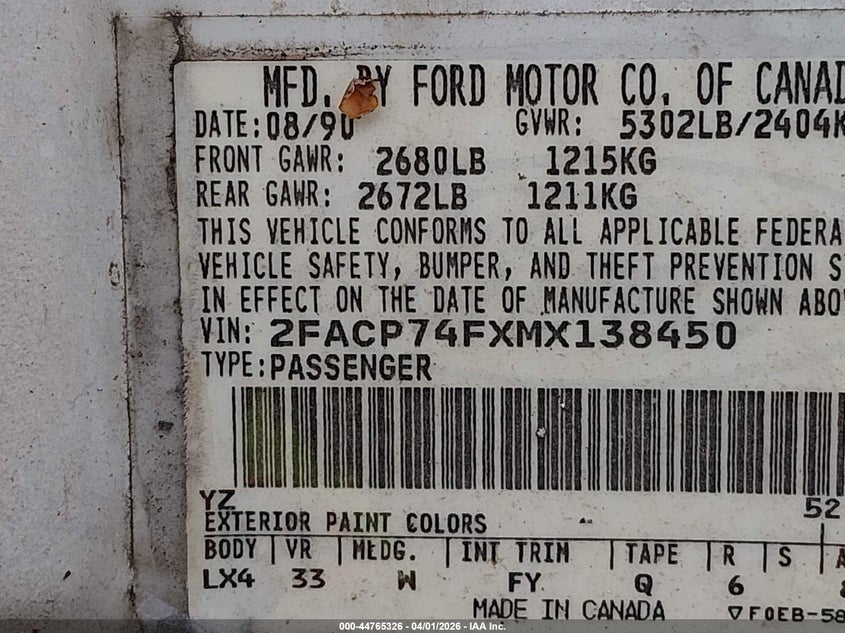 MFD. BY FORD MOTOR CO. OF CANAD
DATE: 08/90 GVWR: 5302LB/2404K
FRONT GAWR: 2680LB 1215KG
REAR GAWR: 2672LB 1211KG
THIS VEHICLE CONFORMS TO ALL APPLICABLE FEDERA
VEHICLE SAFETY, BUMPER, AND THEFT PREVENTION S
IN EFFECT ON THE DATE OF MANUFACTURE SHOWN ABO
VIN: 2FACP74FXMX138450
TYPE: PASSENGER
YZ 52
EXTERIOR PAINT COLORS
BODY | VR | MLDG. | INT TRIM | TAPE | R | S | A
LX4 33 W FY Q 6
MADE IN CANADA ▽ F0EB-58
000-44765326 - 04/01/2026 - IAA Inc.